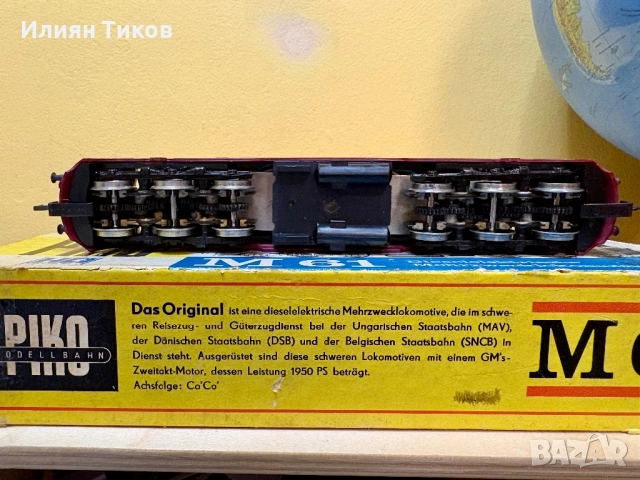 Илиян Тиков
M 61
Das Original ist eine dieselelektrische Mehrzwecklokomotive, die im schwe-
ren Reisezug- und Güterzugdienst bei der Ungarischen Staatsbahn (MAV),
der Dänischen Staatsbahn (DSB) und der Belgischen Staatsbahn (SNCB) in
Dienst steht. Ausgerüstet sind diese schweren Lokomotiven mit einem GM's-
Zweitakt-Motor, dessen Leistung 1950 PS beträgt.
Achsfolge: Co'Co'
PIKO
MODELLBAHN
M
BAZAR